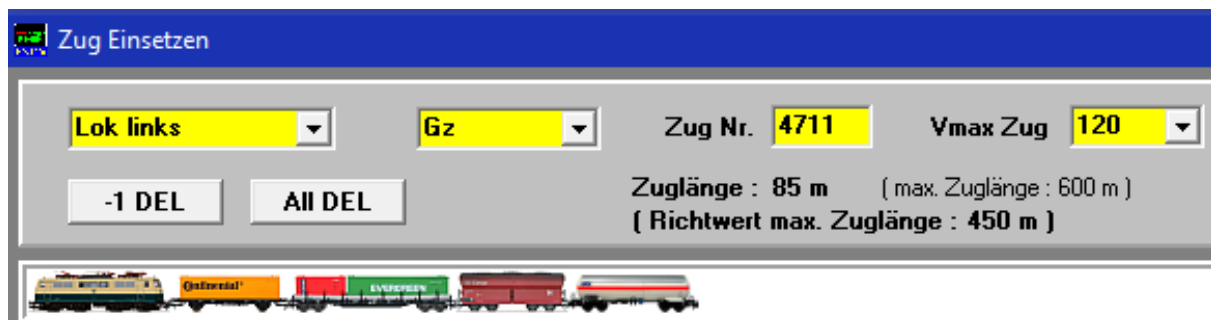 Zug Einsetzen
Lok links Gz Zug Nr. 4711 Vmax Zug 120
-1 DEL All DEL Zuglänge : 85 m ( max. Zuglänge : 600 m )
( Richtwert max. Zuglänge : 450 m )
Continental EVERGREEN